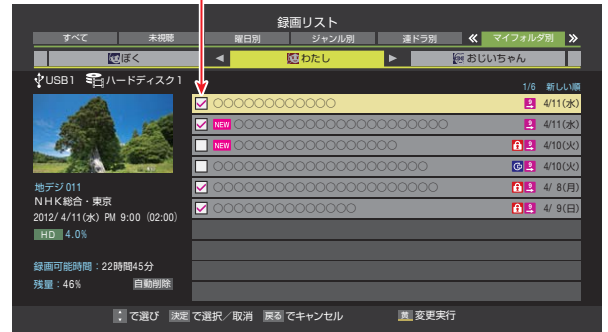 録画リスト
すべて 未視聴 曜日別 ジャンル別 連ドラ別 マイフォルダ別
ぼく わたし おじいちゃん
USB1 ハードディスク1
1/6 新しい順
○○○○○○○○○○○○ 4/11(水)
NEW ○○○○○○○○○○○○○○○○○○○○○ 4/11(水)
NEW ○○○○○○○○○○○○○○○○ 4/10(火)
○○○○○○○○○○○○○○○○○○○○○ 4/10(火)
○○○○○○○○○○○○○○○○○○○○○○ 4/ 8(月)
○○○○○○○○○○○○○○ 4/ 9(日)
地デジ011
NHK総合・東京
2012/ 4/11(水) PM 9:00 (02:00)
HD 4.0%
録画可能時間：22時間45分
残量：46% 自動削除
で選び 決定 で選択／取消 戻る でキャンセル 黄 変更実行